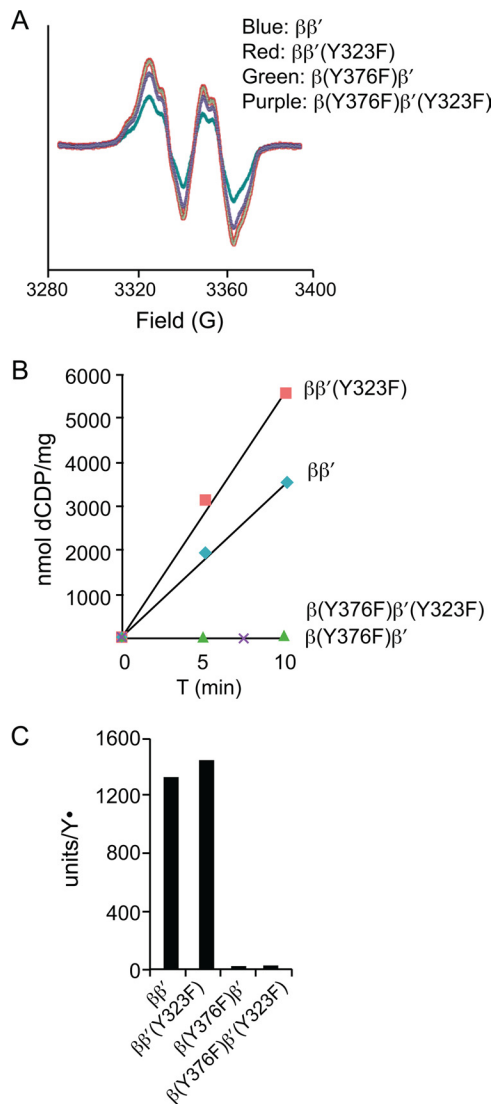 A
Blue: ββ′
Red: ββ′(Y323F)
Green: β(Y376F)β′
Purple: β(Y376F)β′(Y323F)
3280
3320
3360
3400
Field (G)
B
6000
5000
4000
3000
2000
1000
nmol dCDP/mg
ββ′(Y323F)
ββ′
β(Y376F)β′(Y323F)
β(Y376F)β′
0
5
10
T (min)
C
1600
1200
800
400
0
units/Y•
ββ′
ββ′(Y323F)
β(Y376F)β′
β(Y376F)β′(Y323F)